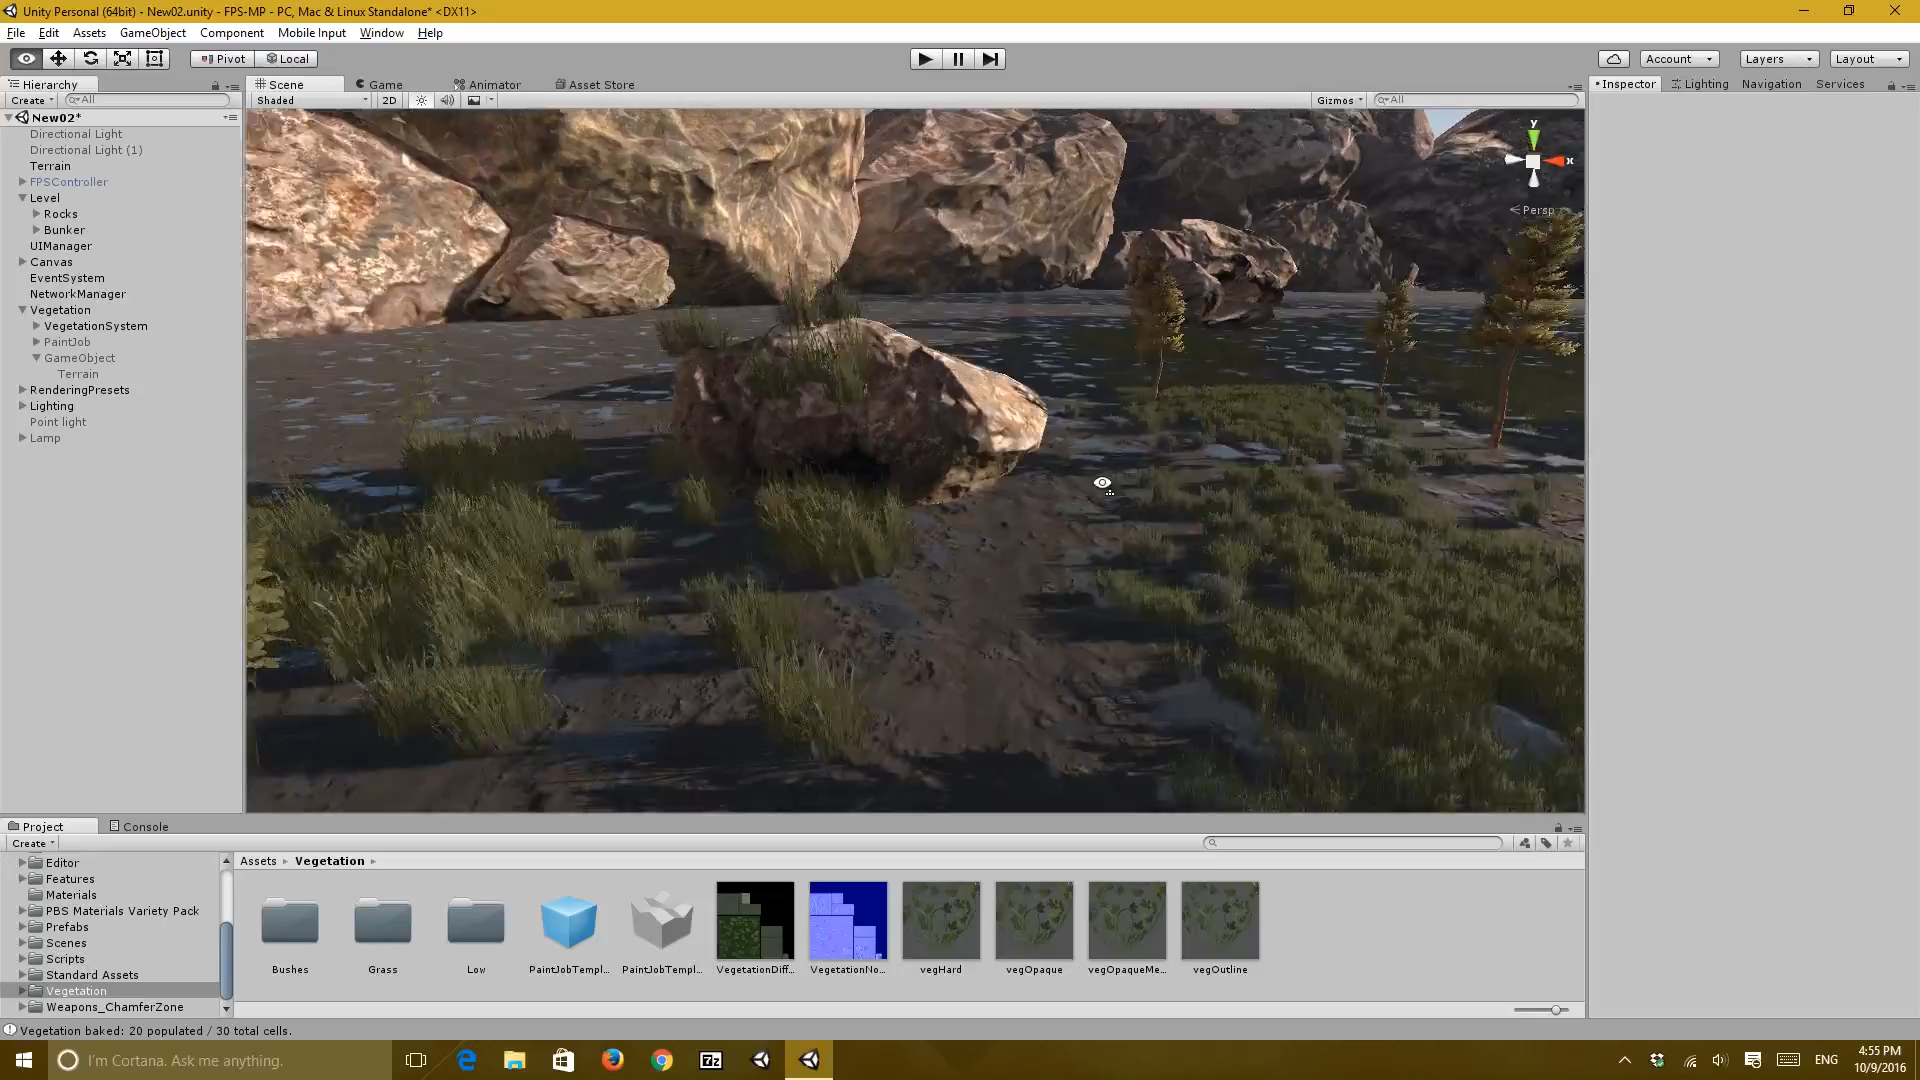 Unity Personal (64bit) - New02.unity - FPS-MP - PC, Mac & Linux Standalone* <DX11>
File Edit Assets GameObject Component Mobile Input Window Help
Pivot Local Account Layers Layout
Hierarchy Scene Game Animator Asset Store Inspector Lighting Navigation Services
Create All Shaded 2D Gizmos All
New02*
Directional Light
Directional Light (1)
Terrain
FPSController
Level
Rocks
Bunker
UIManager
Canvas
EventSystem
NetworkManager
Vegetation
VegetationSystem
PaintJob
GameObject
Terrain
RenderingPresets
Lighting
Point light
Lamp
y
x
Persp
Project Console
Create
Editor
Features
Materials
PBS Materials Variety Pack
Prefabs
Scenes
Scripts
Standard Assets
Vegetation
Weapons_ChamferZone
Assets Vegetation
Bushes Grass Low PaintJobTempl... PaintJobTempl... VegetationDiff... VegetationNo... vegHard vegOpaque vegOpaqueMe... vegOutline
Vegetation baked: 20 populated / 30 total cells.
I'm Cortana. Ask me anything.
7z
ENG
4:55 PM
10/9/2016